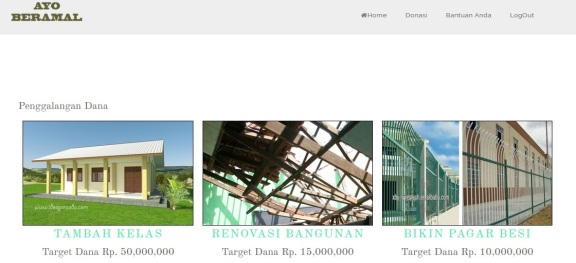 AYO
BERAMAL
Home Donasi Bantuan Anda LogOut
Penggalangan Dana
TAMBAH KELAS RENOVASI BANGUNAN BIKIN PAGAR BESI
Target Dana Rp. 50,000,000 Target Dana Rp. 15,000,000 Target Dana Rp. 10,000,000